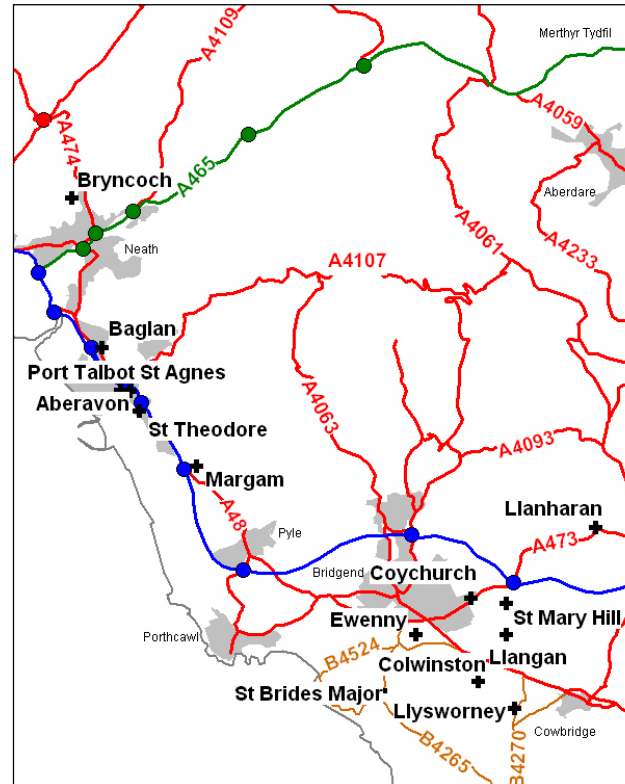 Merthyr Tydfil
A4109
A4059
A474
Bryncoch
A465
Aberdare
A4061
A4233
Neath
A4107
Baglan
Port Talbot St Agnes
Aberavon
A4063
St Theodore
A4093
Margam
Llanharan
A48
Pyle
A473
Bridgend
Coychurch
Ewenny
St Mary Hill
Porthcawl
B4524
Colwinston
Llangan
St Brides Major
Llysworney
Cowbridge
B4265
B4270